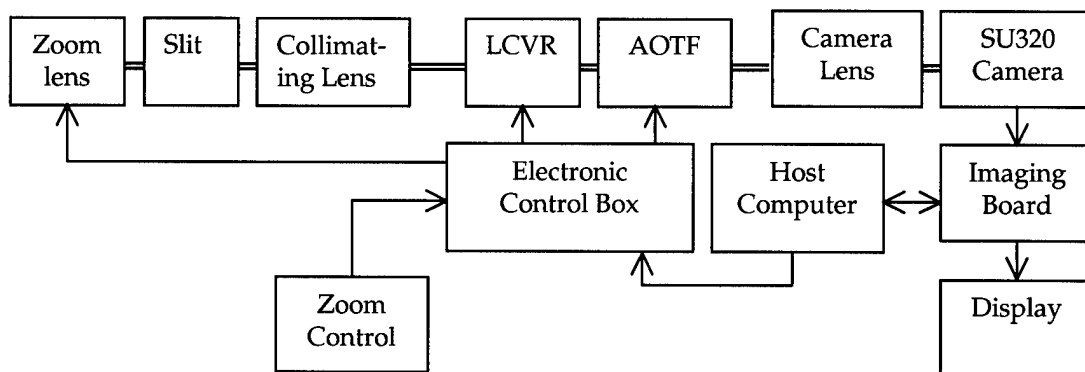 Zoom
lens
Slit
Collimat-
ing Lens
LCVR
AOTF
Camera
Lens
SU320
Camera
Electronic
Control Box
Host
Computer
Imaging
Board
Zoom
Control
Display